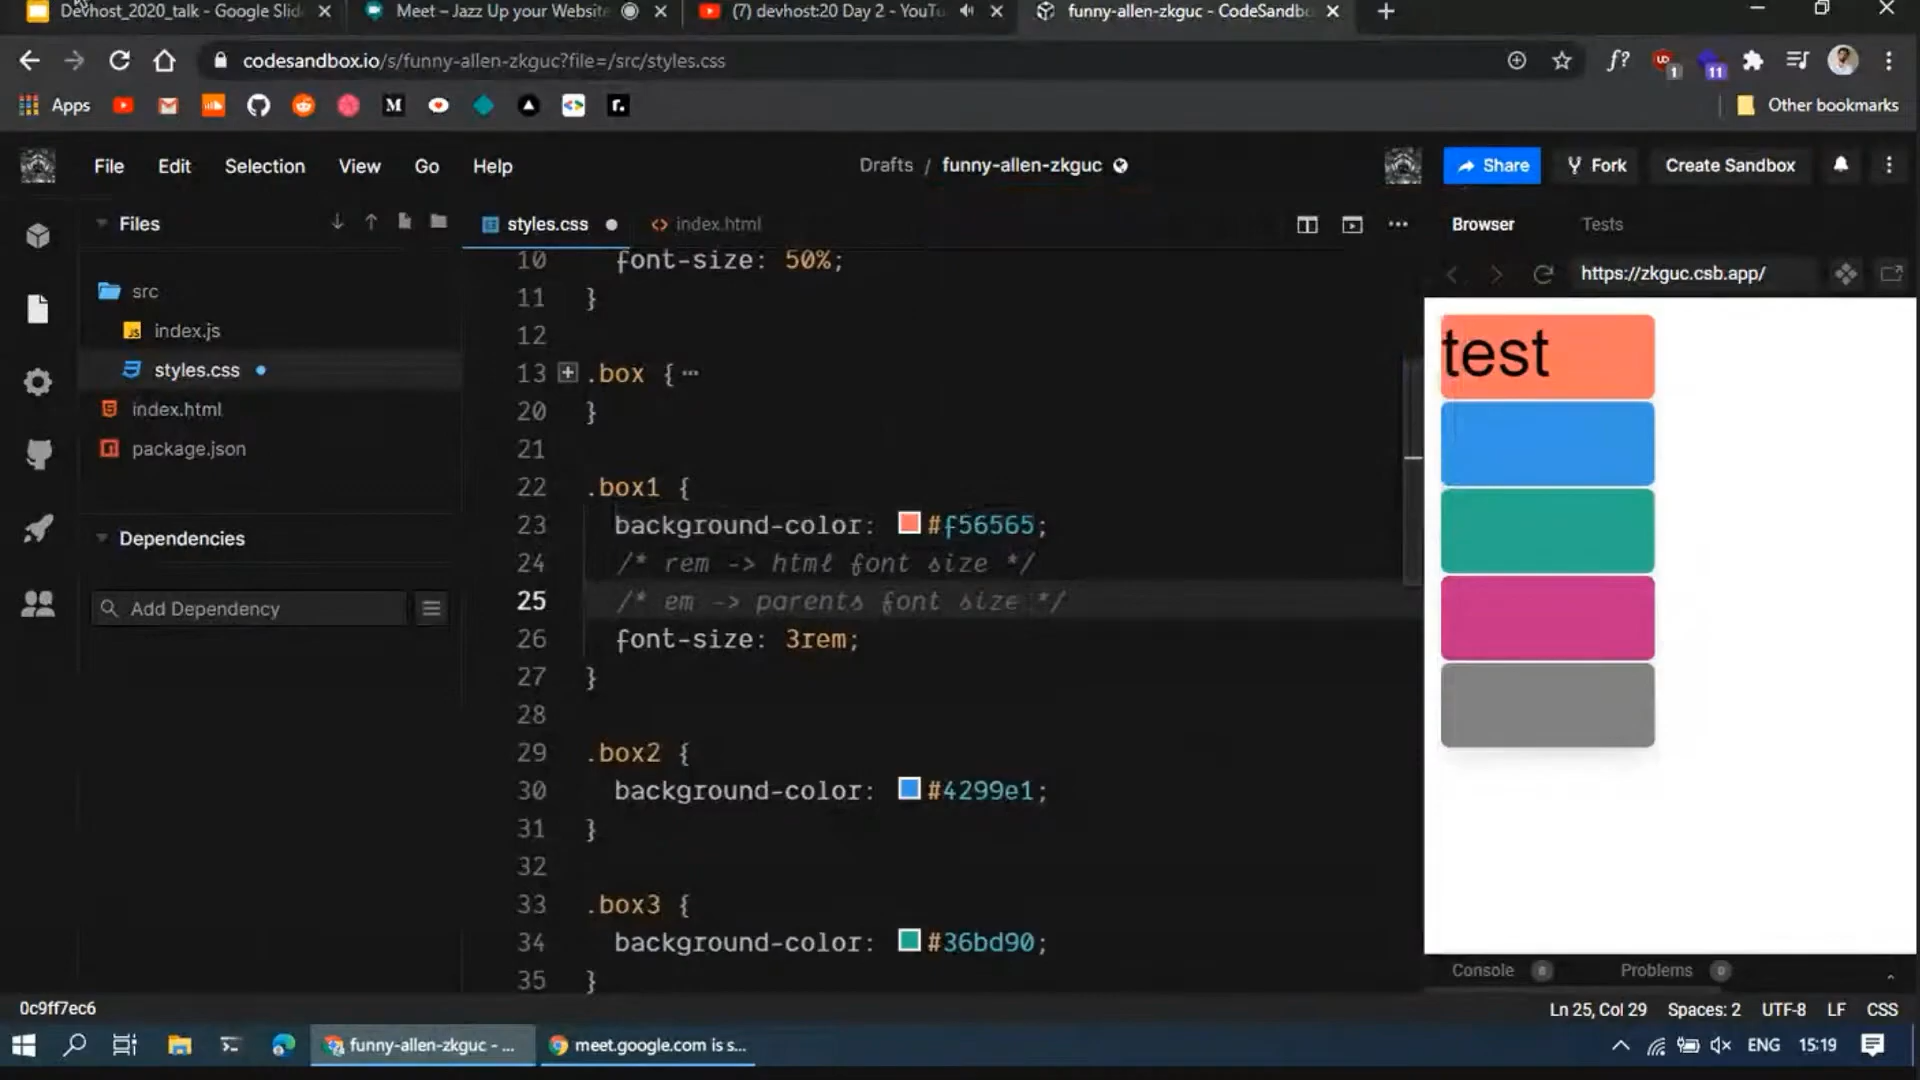 Devhost_2020_talk - Google Slid
Meet – Jazz Up your Website
(7) devhost:20 Day 2 - YouTu
funny-allen-zkguc - CodeSandbo
codesandbox.io/s/funny-allen-zkguc?file=/src/styles.css
f?
1
11
Apps
M
r.
Other bookmarks
File Edit Selection View Go Help
Drafts / funny-allen-zkguc
Share
Fork
Create Sandbox
Files
src
index.js
styles.css
index.html
package.json
Dependencies
Add Dependency
styles.css
index.html
10 font-size: 50%;
11 }
12
13 .box {
20 }
21
22 .box1 {
23 background-color: #f56565;
24 /* rem -> html font size */
25 /* em -> parents font size */
26 font-size: 3rem;
27 }
28
29 .box2 {
30 background-color: #4299e1;
31 }
32
33 .box3 {
34 background-color: #36bd90;
35 }
Browser Tests
https://zkguc.csb.app/
test
Console 0 Problems 0
0c9ff7ec6
Ln 25, Col 29 Spaces: 2 UTF-8 LF CSS
funny-allen-zkguc - ...
meet.google.com is s...
ENG 15:19